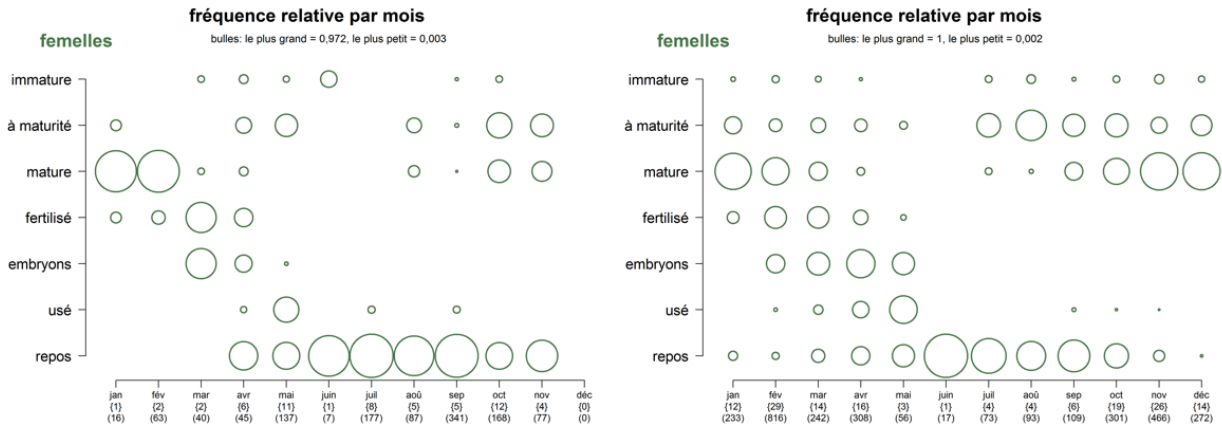 fréquence relative par mois
femelles
bulles: le plus grand = 0,972, le plus petit = 0,003
immature
à maturité
mature
fertilisé
embryons
usé
repos
jan fév mar avr mai juin juil aoû sep oct nov déc
{1} {2} {2} {6} {11} {1} {8} {5} {5} {12} {4} {0}
(16) (63) (40) (45) (137) (7) (177) (87) (341) (168) (77) (0)
fréquence relative par mois
femelles
bulles: le plus grand = 1, le plus petit = 0,002
immature
à maturité
mature
fertilisé
embryons
usé
repos
jan fév mar avr mai juin juil aoû sep oct nov déc
{12} {29} {14} {16} {3} {1} {4} {4} {6} {19} {26} {14}
(233) (816) (242) (308) (56) (17) (73) (93) (109) (301) (466) (272)